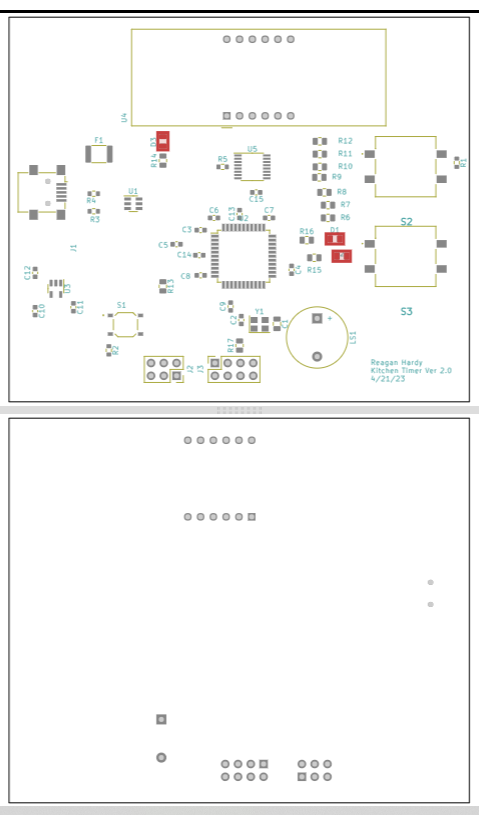 U4
F1
D3
R14
U5
R5
R12
R11
R10
R9
R1
U1
R4
R3
C15
R8
R7
R6
S2
C6
C13
C7
C3
U2
C5
C14
R16
D1
J1
C12
U3
C8
R13
C4
R15
S3
C10
C11
S1
C9
C2
Y1
C1
+
LS1
R2
J2
J3
R17
Reagan Hardy
Kitchen Timer Ver 2.0
4/21/23